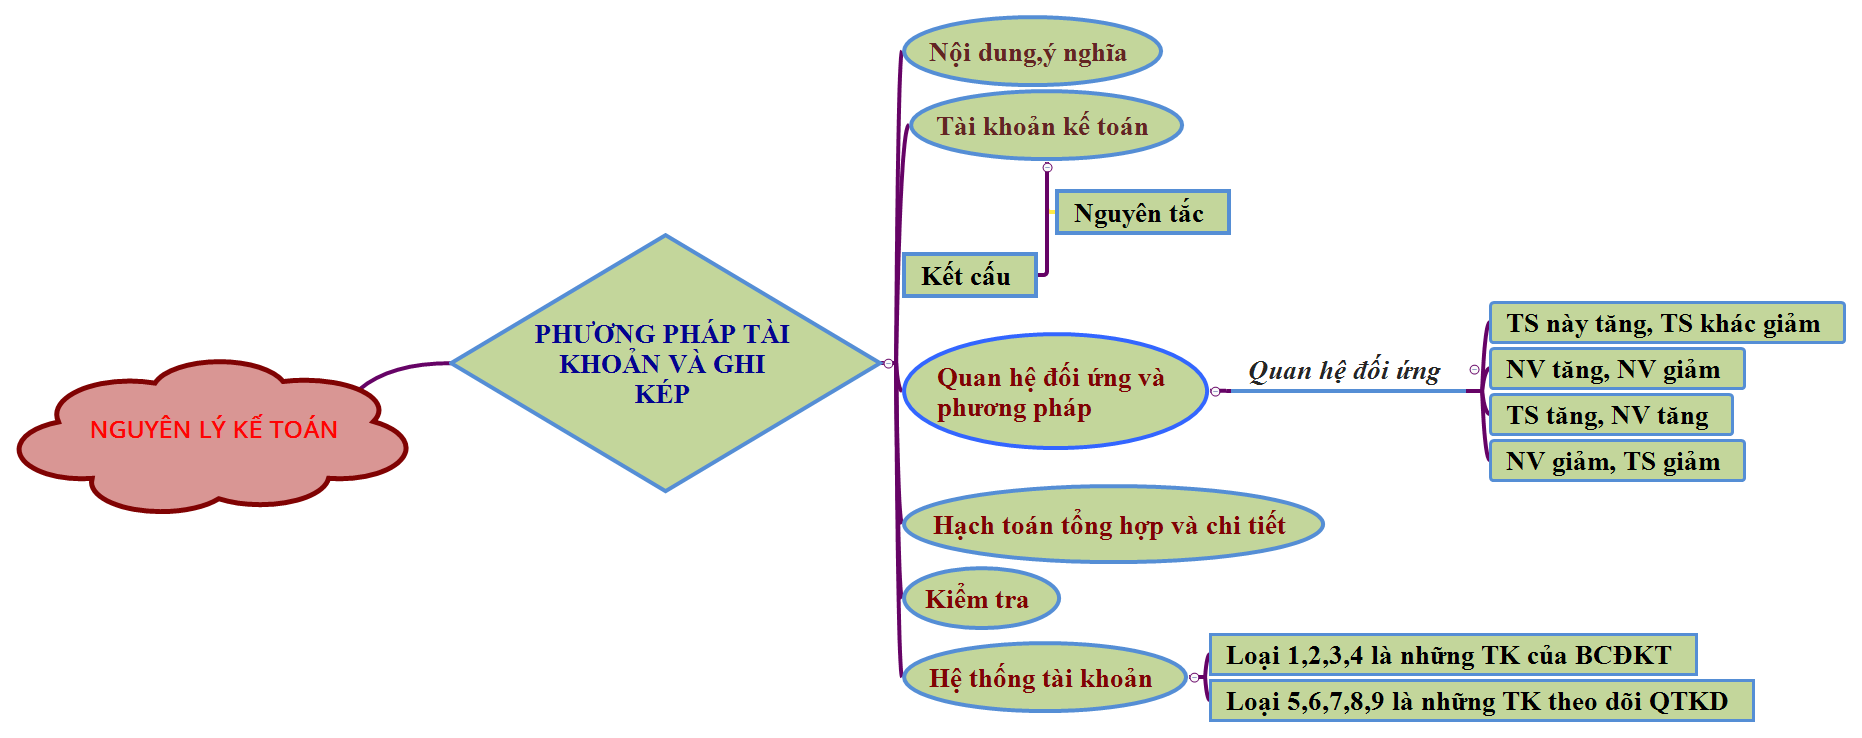 NGUYÊN LÝ KẾ TOÁN
PHƯƠNG PHÁP TÀI
KHOẢN VÀ GHI
KÉP
Nội dung,ý nghĩa
Tài khoản kế toán
Nguyên tắc
Kết cấu
Quan hệ đối ứng và
phương pháp
Quan hệ đối ứng
TS này tăng, TS khác giảm
NV tăng, NV giảm
TS tăng, NV tăng
NV giảm, TS giảm
Hạch toán tổng hợp và chi tiết
Kiểm tra
Hệ thống tài khoản
Loại 1,2,3,4 là những TK của BCĐKT
Loại 5,6,7,8,9 là những TK theo dõi QTKD